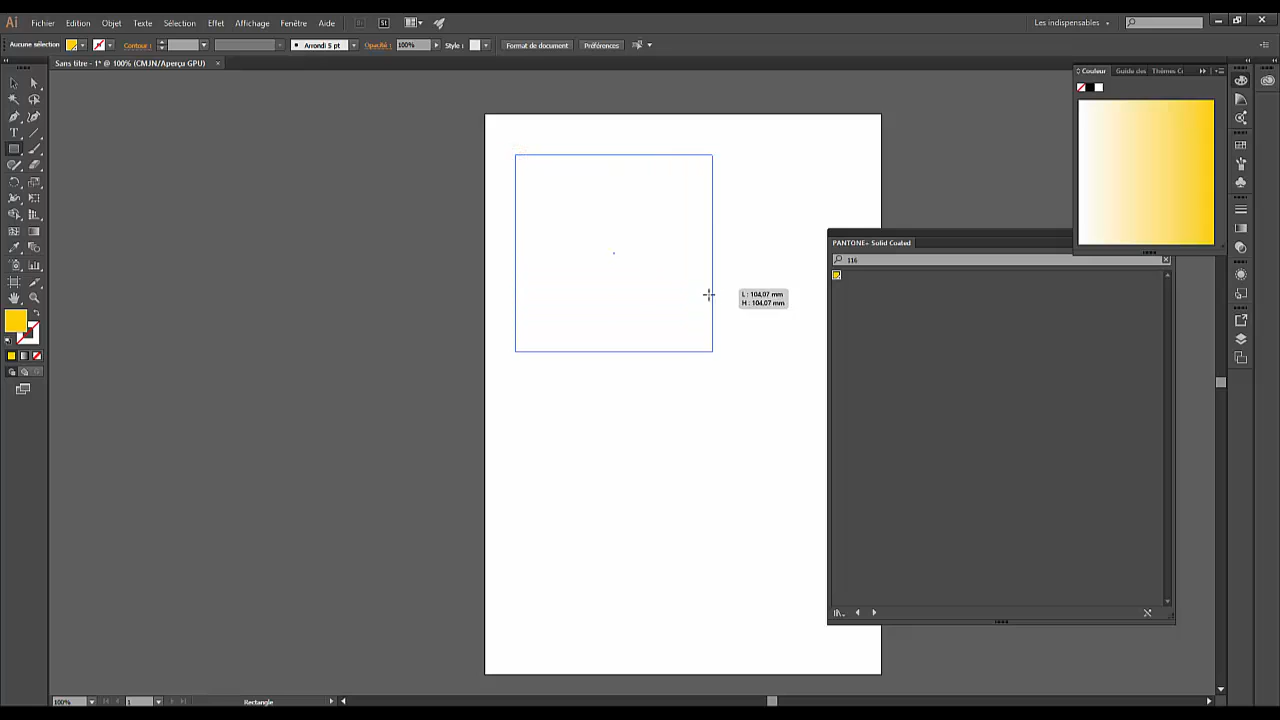 Ai Fichier Edition Objet Texte Sélection Effet Affichage Fenêtre Aide Br St Les indispensables
Aucune sélection Contour : Arrondi 5 pt Opacité : 100% Style : Format de document Préférences
Sans titre - 1* @ 100% (CMJN/Aperçu GPU) ×
Couleur Guide des Thèmes C
PANTONE+ Solid Coated
116
L : 104,07 mm
H : 104,07 mm
100% 1 Rectangle